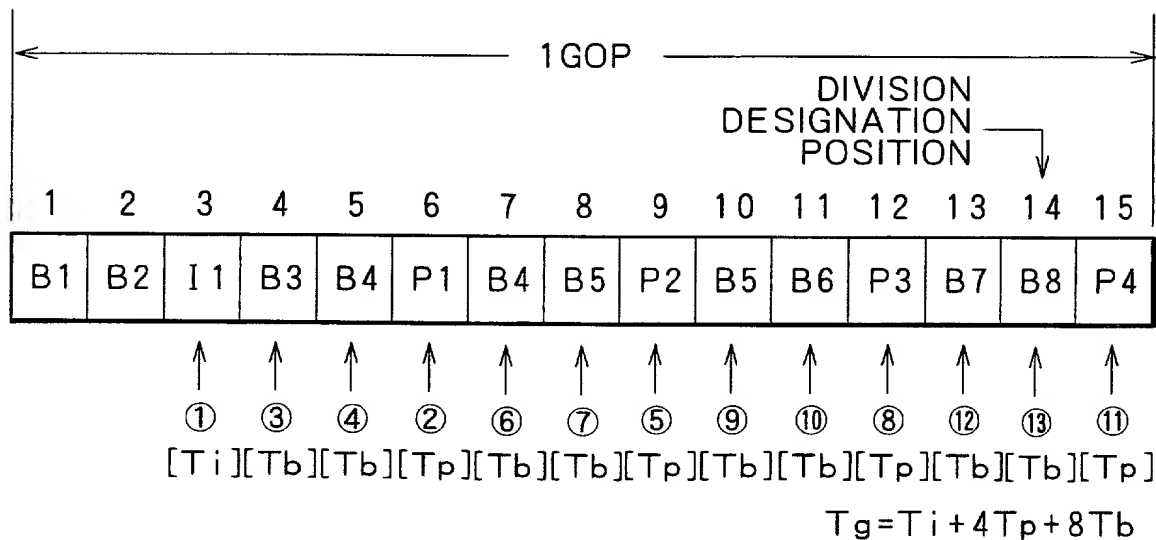 1GOP
DIVISION
DESIGNATION
POSITION
1 2 3 4 5 6 7 8 9 10 11 12 13 14 15
B1 B2 I1 B3 B4 P1 B4 B5 P2 B5 B6 P3 B7 B8 P4
① ③ ④ ② ⑥ ⑦ ⑤ ⑨ ⑩ ⑧ ⑫ ⑬ ⑪
[Ti][Tb][Tb][Tp][Tb][Tb][Tp][Tb][Tb][Tp][Tb][Tb][Tp]
Tg=Ti+4Tp+8Tb